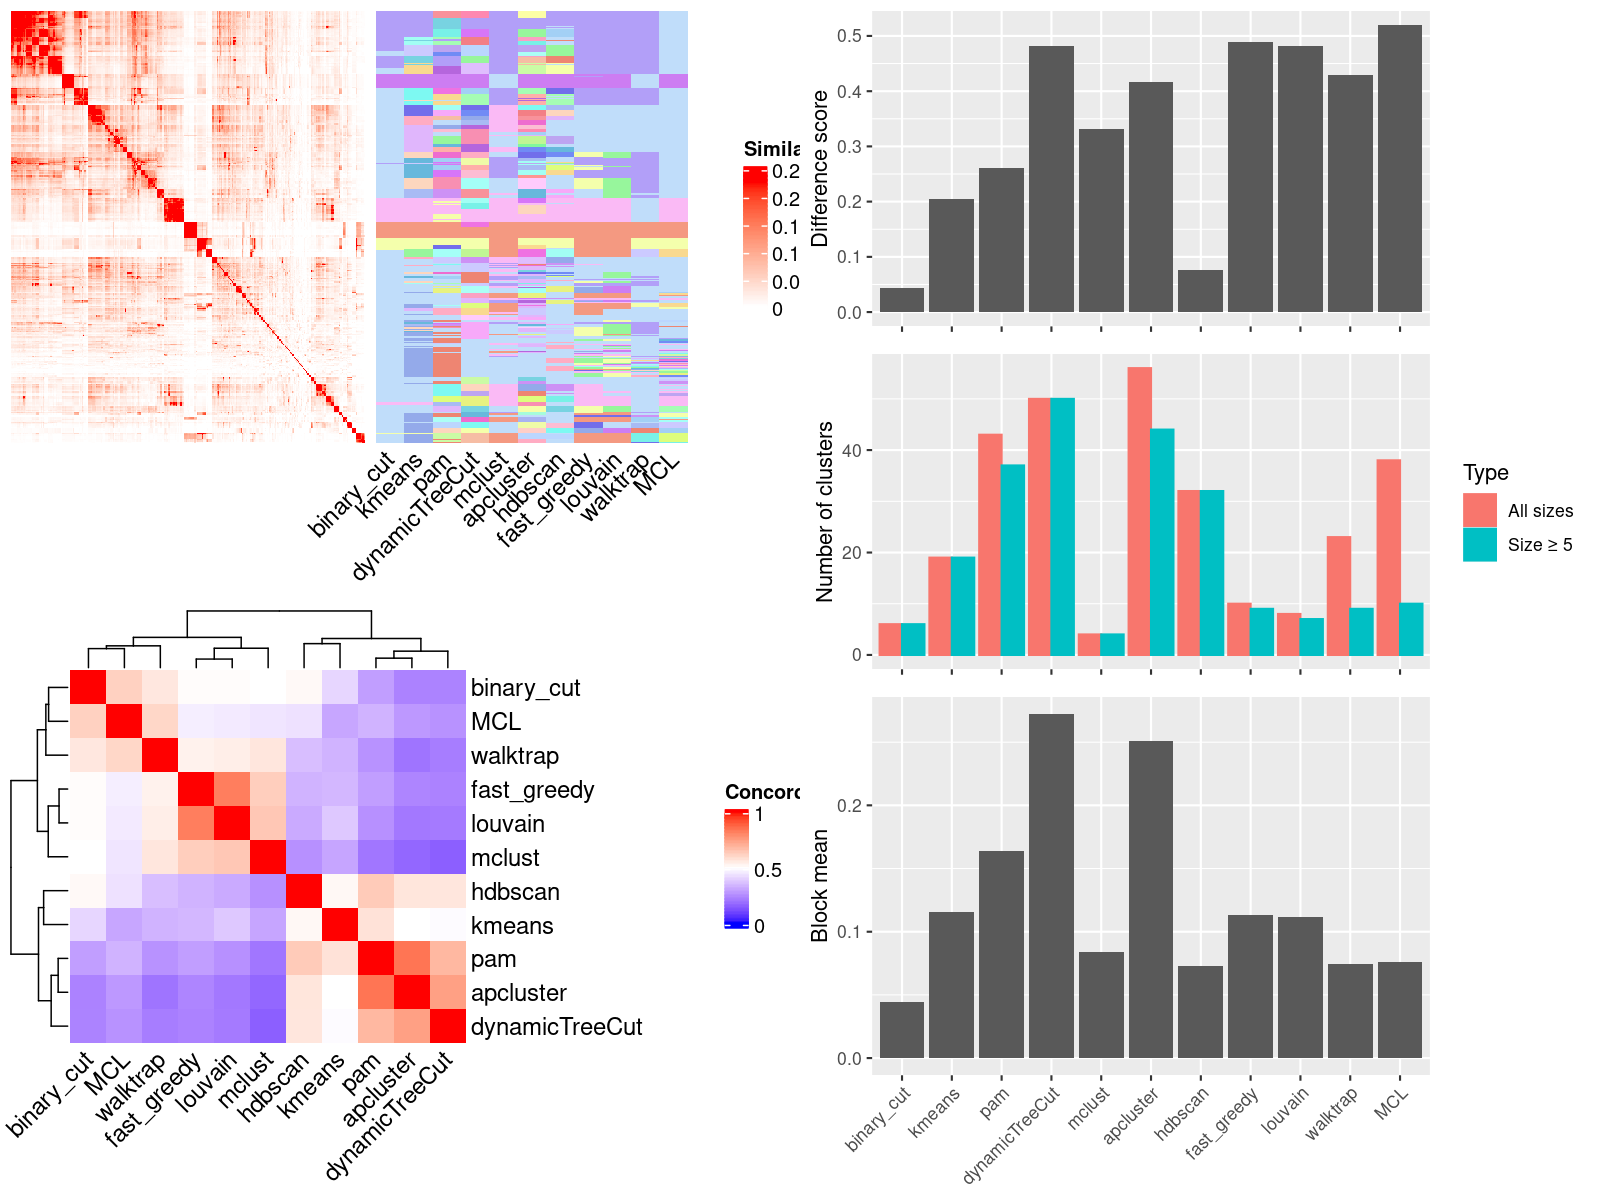 Simila
0.2
0.2
0.1
0.1
0.0
0
binary_cut
kmeans
pam
dynamicTreeCut
mclust
apcluster
hdbscan
fast_greedy
louvain
walktrap
MCL
binary_cut
MCL
walktrap
fast_greedy
louvain
mclust
hdbscan
kmeans
pam
apcluster
dynamicTreeCut
Concord
1
0.5
0
binary_cut
MCL
walktrap
fast_greedy
louvain
mclust
hdbscan
kmeans
pam
apcluster
dynamicTreeCut
Difference score
0.5
0.4
0.3
0.2
0.1
0.0
Number of clusters
40
20
0
Type
All sizes
Size ≥ 5
Block mean
0.2
0.1
0.0
binary_cut
kmeans
pam
dynamicTreeCut
mclust
apcluster
hdbscan
fast_greedy
louvain
walktrap
MCL